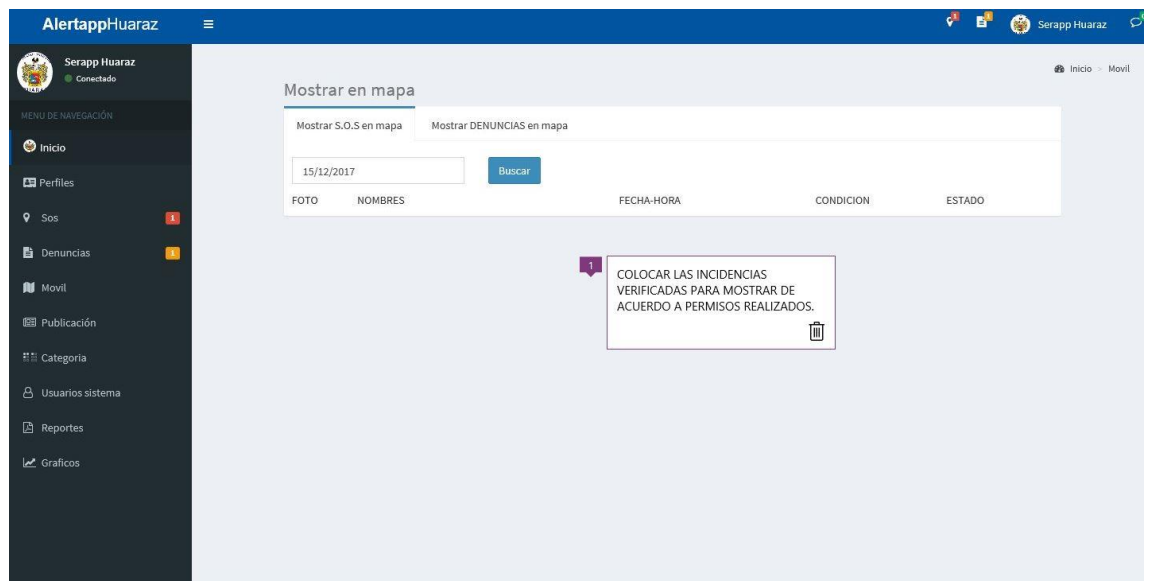 AlertappHuaraz
1
1
Serapp Huaraz
Serapp Huaraz
Conectado
Inicio > Movil
MENU DE NAVEGACIÓN
Inicio
Perfiles
Sos 1
Denuncias 1
Movil
Publicación
Categoria
Usuarios sistema
Reportes
Graficos
Mostrar en mapa
Mostrar S.O.S en mapa Mostrar DENUNCIAS en mapa
15/12/2017 Buscar
FOTO NOMBRES FECHA-HORA CONDICION ESTADO
1
COLOCAR LAS INCIDENCIAS
VERIFICADAS PARA MOSTRAR DE
ACUERDO A PERMISOS REALIZADOS.